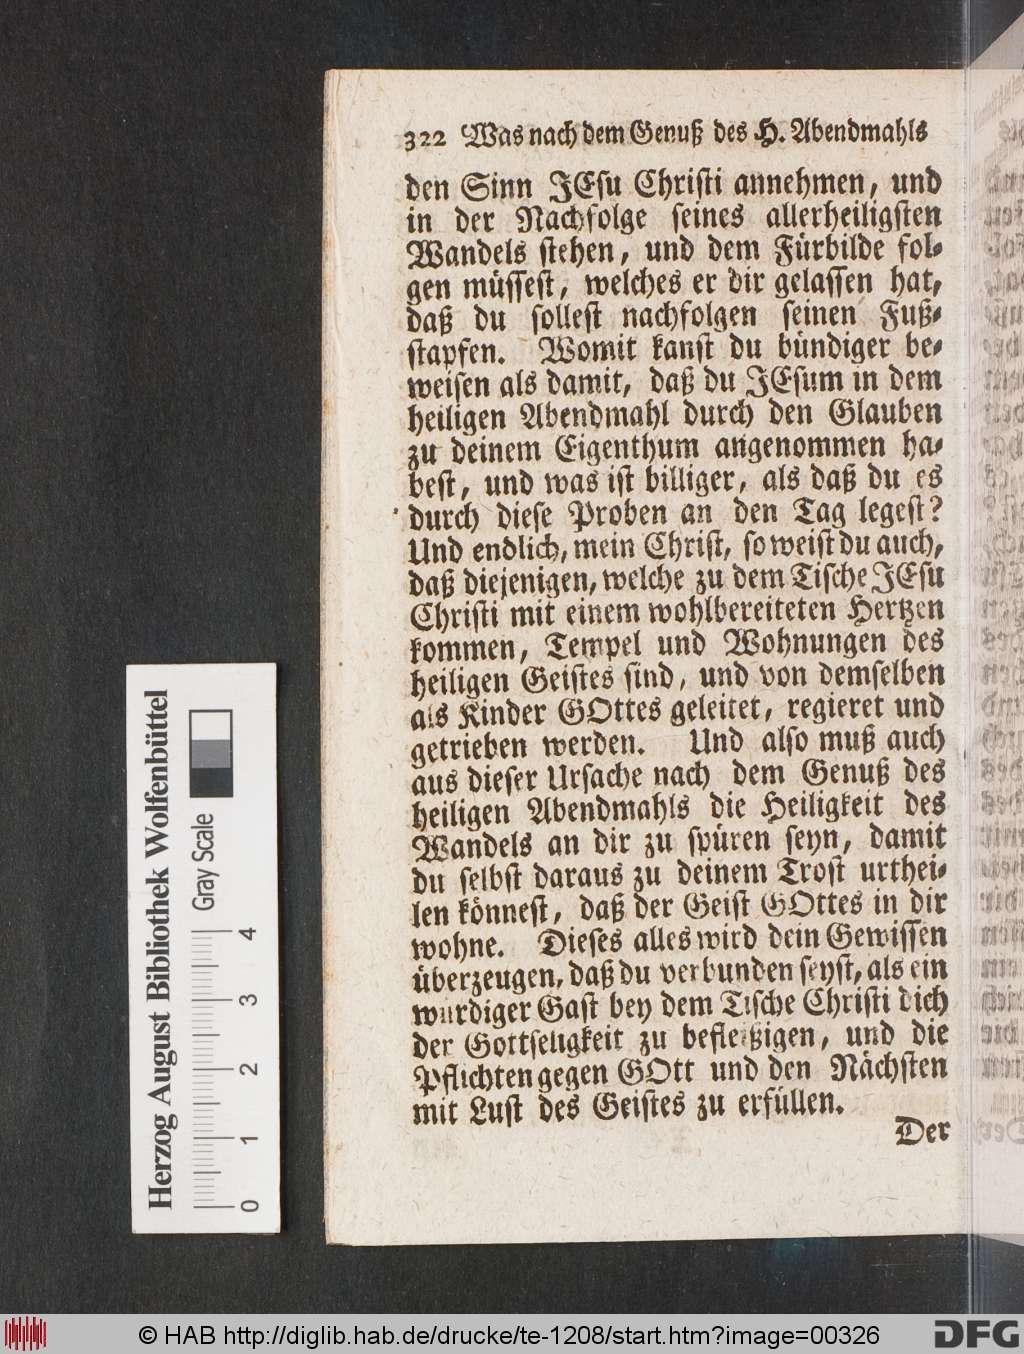 322 Was nach dem Genuß des H. Abendmahls
den Sinn JEsu Christi annehmen, und
in der Nachfolge seines allerheiligsten
Wandels stehen, und dem Fürbilde fol-
gen müssest, welches er dir gelassen hat,
daß du sollest nachfolgen seinen Fuß-
stapfen. Womit kanst du bündiger be-
weisen als damit, daß du JEsum in dem
heiligen Abendmahl durch den Glauben
zu deinem Eigenthum angenommen ha-
best, und was ist billiger, als daß du es
durch diese Proben an den Tag legest?
Und endlich, mein Christ, so weist du auch,
daß diejenigen, welche zu dem Tische JEsu
Christi mit einem wohlbereiteten Hertzen
kommen, Tempel und Wohnungen des
heiligen Geistes sind, und von demselben
als Kinder GOttes geleitet, regieret und
getrieben werden. Und also muß auch
aus dieser Ursache nach dem Genuß des
heiligen Abendmahls die Heiligkeit des
Wandels an dir zu spüren seyn, damit
du selbst daraus zu deinem Trost urthei-
len könnest, daß der Geist GOttes in dir
wohne. Dieses alles wird dein Gewissen
überzeugen, daß du verbunden seyst, als ein
würdiger Gast bey dem Tische Christi dich
der Gottseligkeit zu befleißigen, und die
Pflichten gegen GOtt und den Nächsten
mit Lust des Geistes zu erfüllen.
Der
Herzog August Bibliothek Wolfenbüttel
Gray Scale
0 1 2 3 4
© HAB http://diglib.hab.de/drucke/te-1208/start.htm?image=00326
DFG